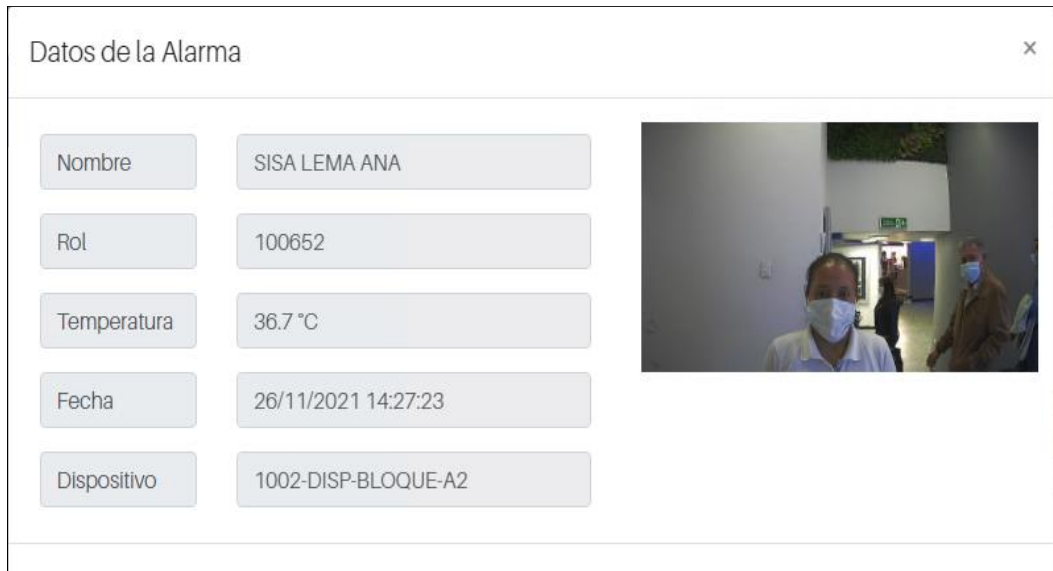 Datos de la Alarma
×
Nombre
SISA LEMA ANA
Rol
100652
Temperatura
36.7 °C
Fecha
26/11/2021 14:27:23
Dispositivo
1002-DISP-BLOQUE-A2